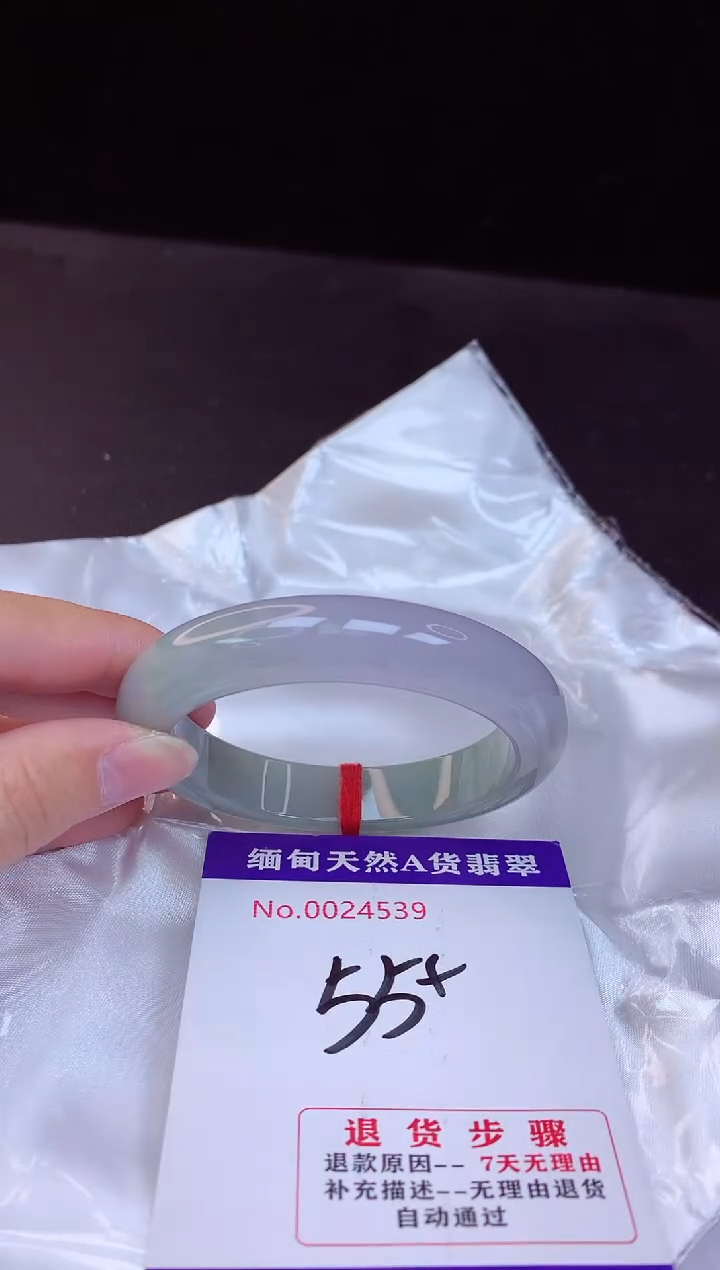 缅甸天然A货翡翠
No.0024539
55+
退货步骤
退款原因-- 7天无理由
补充描述--无理由退货
自动通过